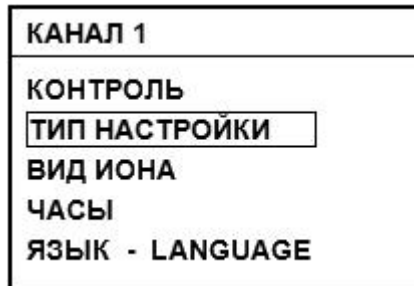 КАНАЛ 1
КОНТРОЛЬ
ТИП НАСТРОЙКИ
ВИД ИОНА
ЧАСЫ
ЯЗЫК - LANGUAGE